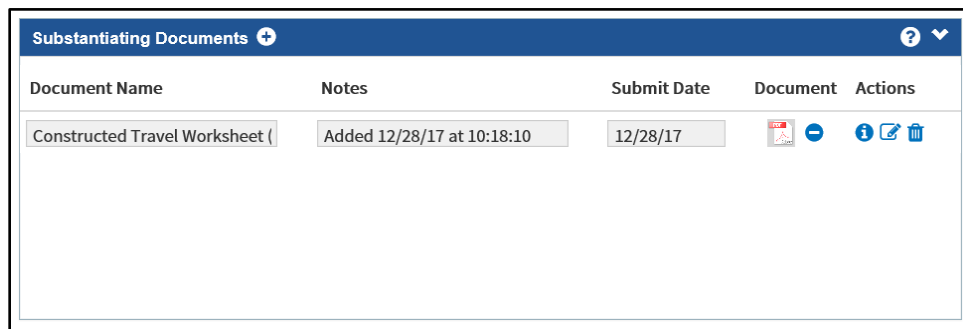 Substantiating Documents
Document Name Notes Submit Date Document Actions
Constructed Travel Worksheet ( Added 12/28/17 at 10:18:10 12/28/17 PDF